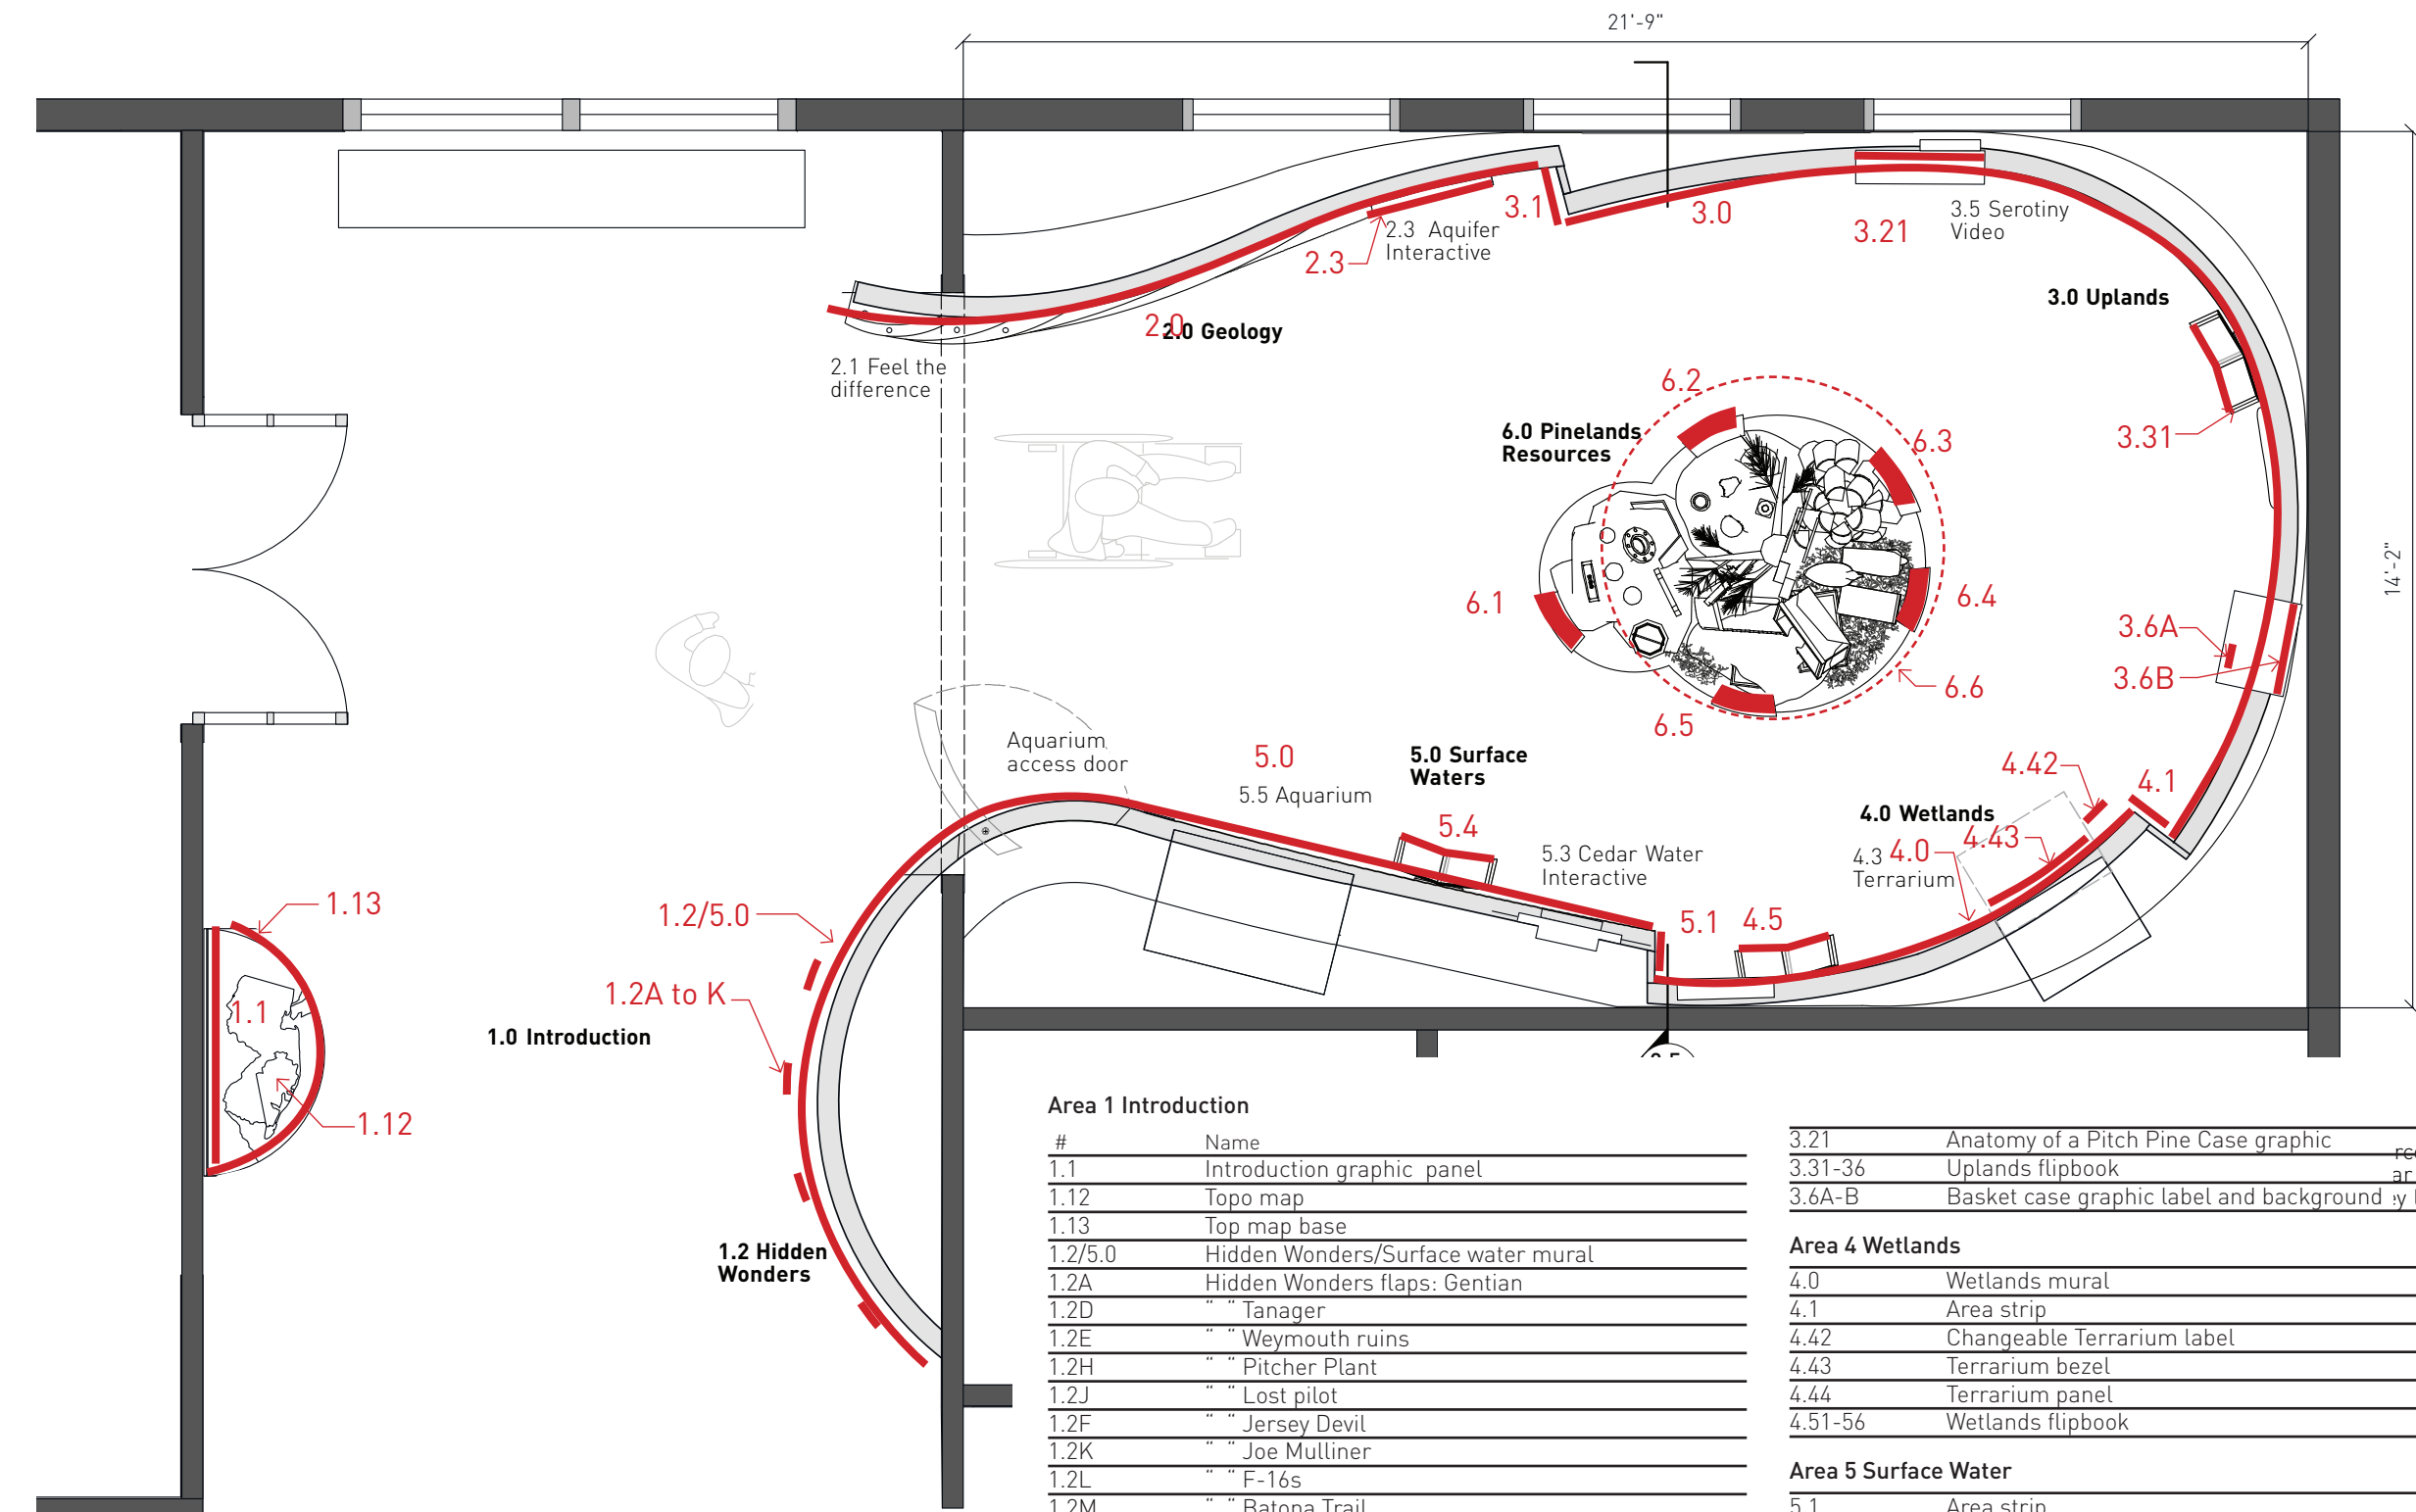 21'-9"
3.1
3.0
3.21
3.5 Serotiny
Video
2.3 Aquifer
Interactive
2.3
3.0 Uplands
2.0
2.0 Geology
2.1 Feel the
difference
6.2
6.0 Pinelands
Resources
6.3
3.31
14'-2"
6.1
6.4
3.6A
3.6B
6.6
6.5
Aquarium
access door
5.0
5.0 Surface
Waters
5.5 Aquarium
4.42
4.1
4.0 Wetlands
5.4
4.43
4.0
4.3
Terrarium
5.3 Cedar Water
Interactive
5.1
4.5
1.13
1.2/5.0
1.2A to K
1.1
1.0 Introduction
1.12
1.2 Hidden
Wonders
Area 1 Introduction
# Name
1.1 Introduction graphic panel
1.12 Topo map
1.13 Top map base
1.2/5.0 Hidden Wonders/Surface water mural
1.2A Hidden Wonders flaps: Gentian
1.2D " " Tanager
1.2E " " Weymouth ruins
1.2H " " Pitcher Plant
1.2J " " Lost pilot
1.2F " " Jersey Devil
1.2K " " Joe Mulliner
1.2L " " F-16s
1.2M " " Batona Trail
3.21 Anatomy of a Pitch Pine Case graphic
3.31-36 Uplands flipbook
3.6A-B Basket case graphic label and background
Area 4 Wetlands
4.0 Wetlands mural
4.1 Area strip
4.42 Changeable Terrarium label
4.43 Terrarium bezel
4.44 Terrarium panel
4.51-56 Wetlands flipbook
Area 5 Surface Water
5.1 Area strip